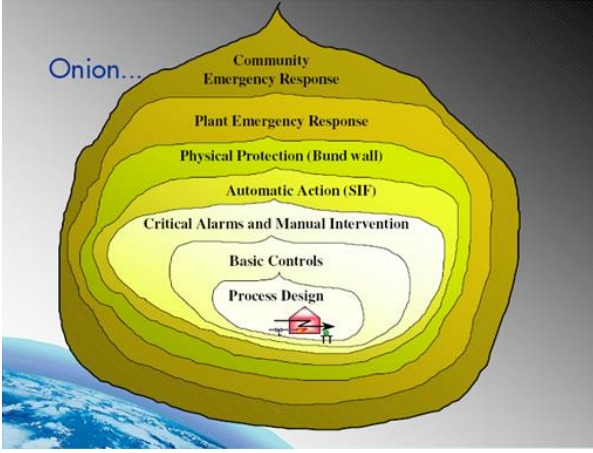 Onion...
Community
Emergency Response
Plant Emergency Response
Physical Protection (Bund wall)
Automatic Action (SIF)
Critical Alarms and Manual Intervention
Basic Controls
Process Design